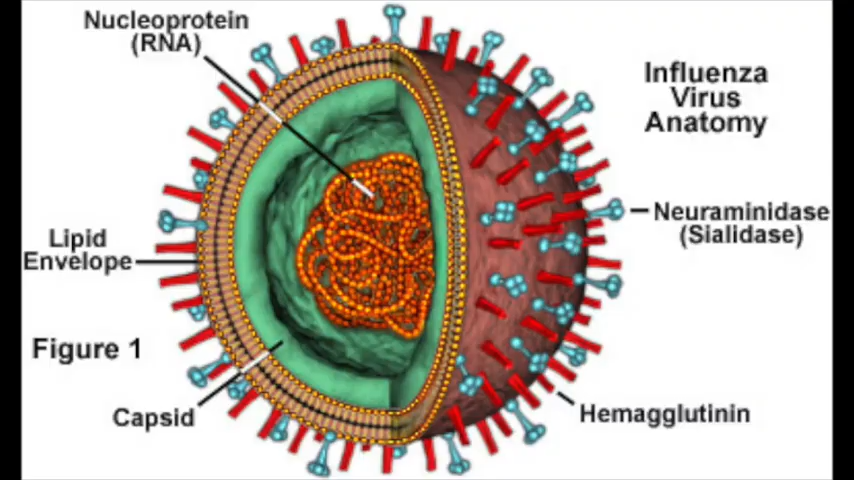 Nucleoprotein
(RNA)
Influenza
Virus
Anatomy
Neuraminidase
(Sialidase)
Lipid
Envelope
Figure 1
Capsid
Hemagglutinin